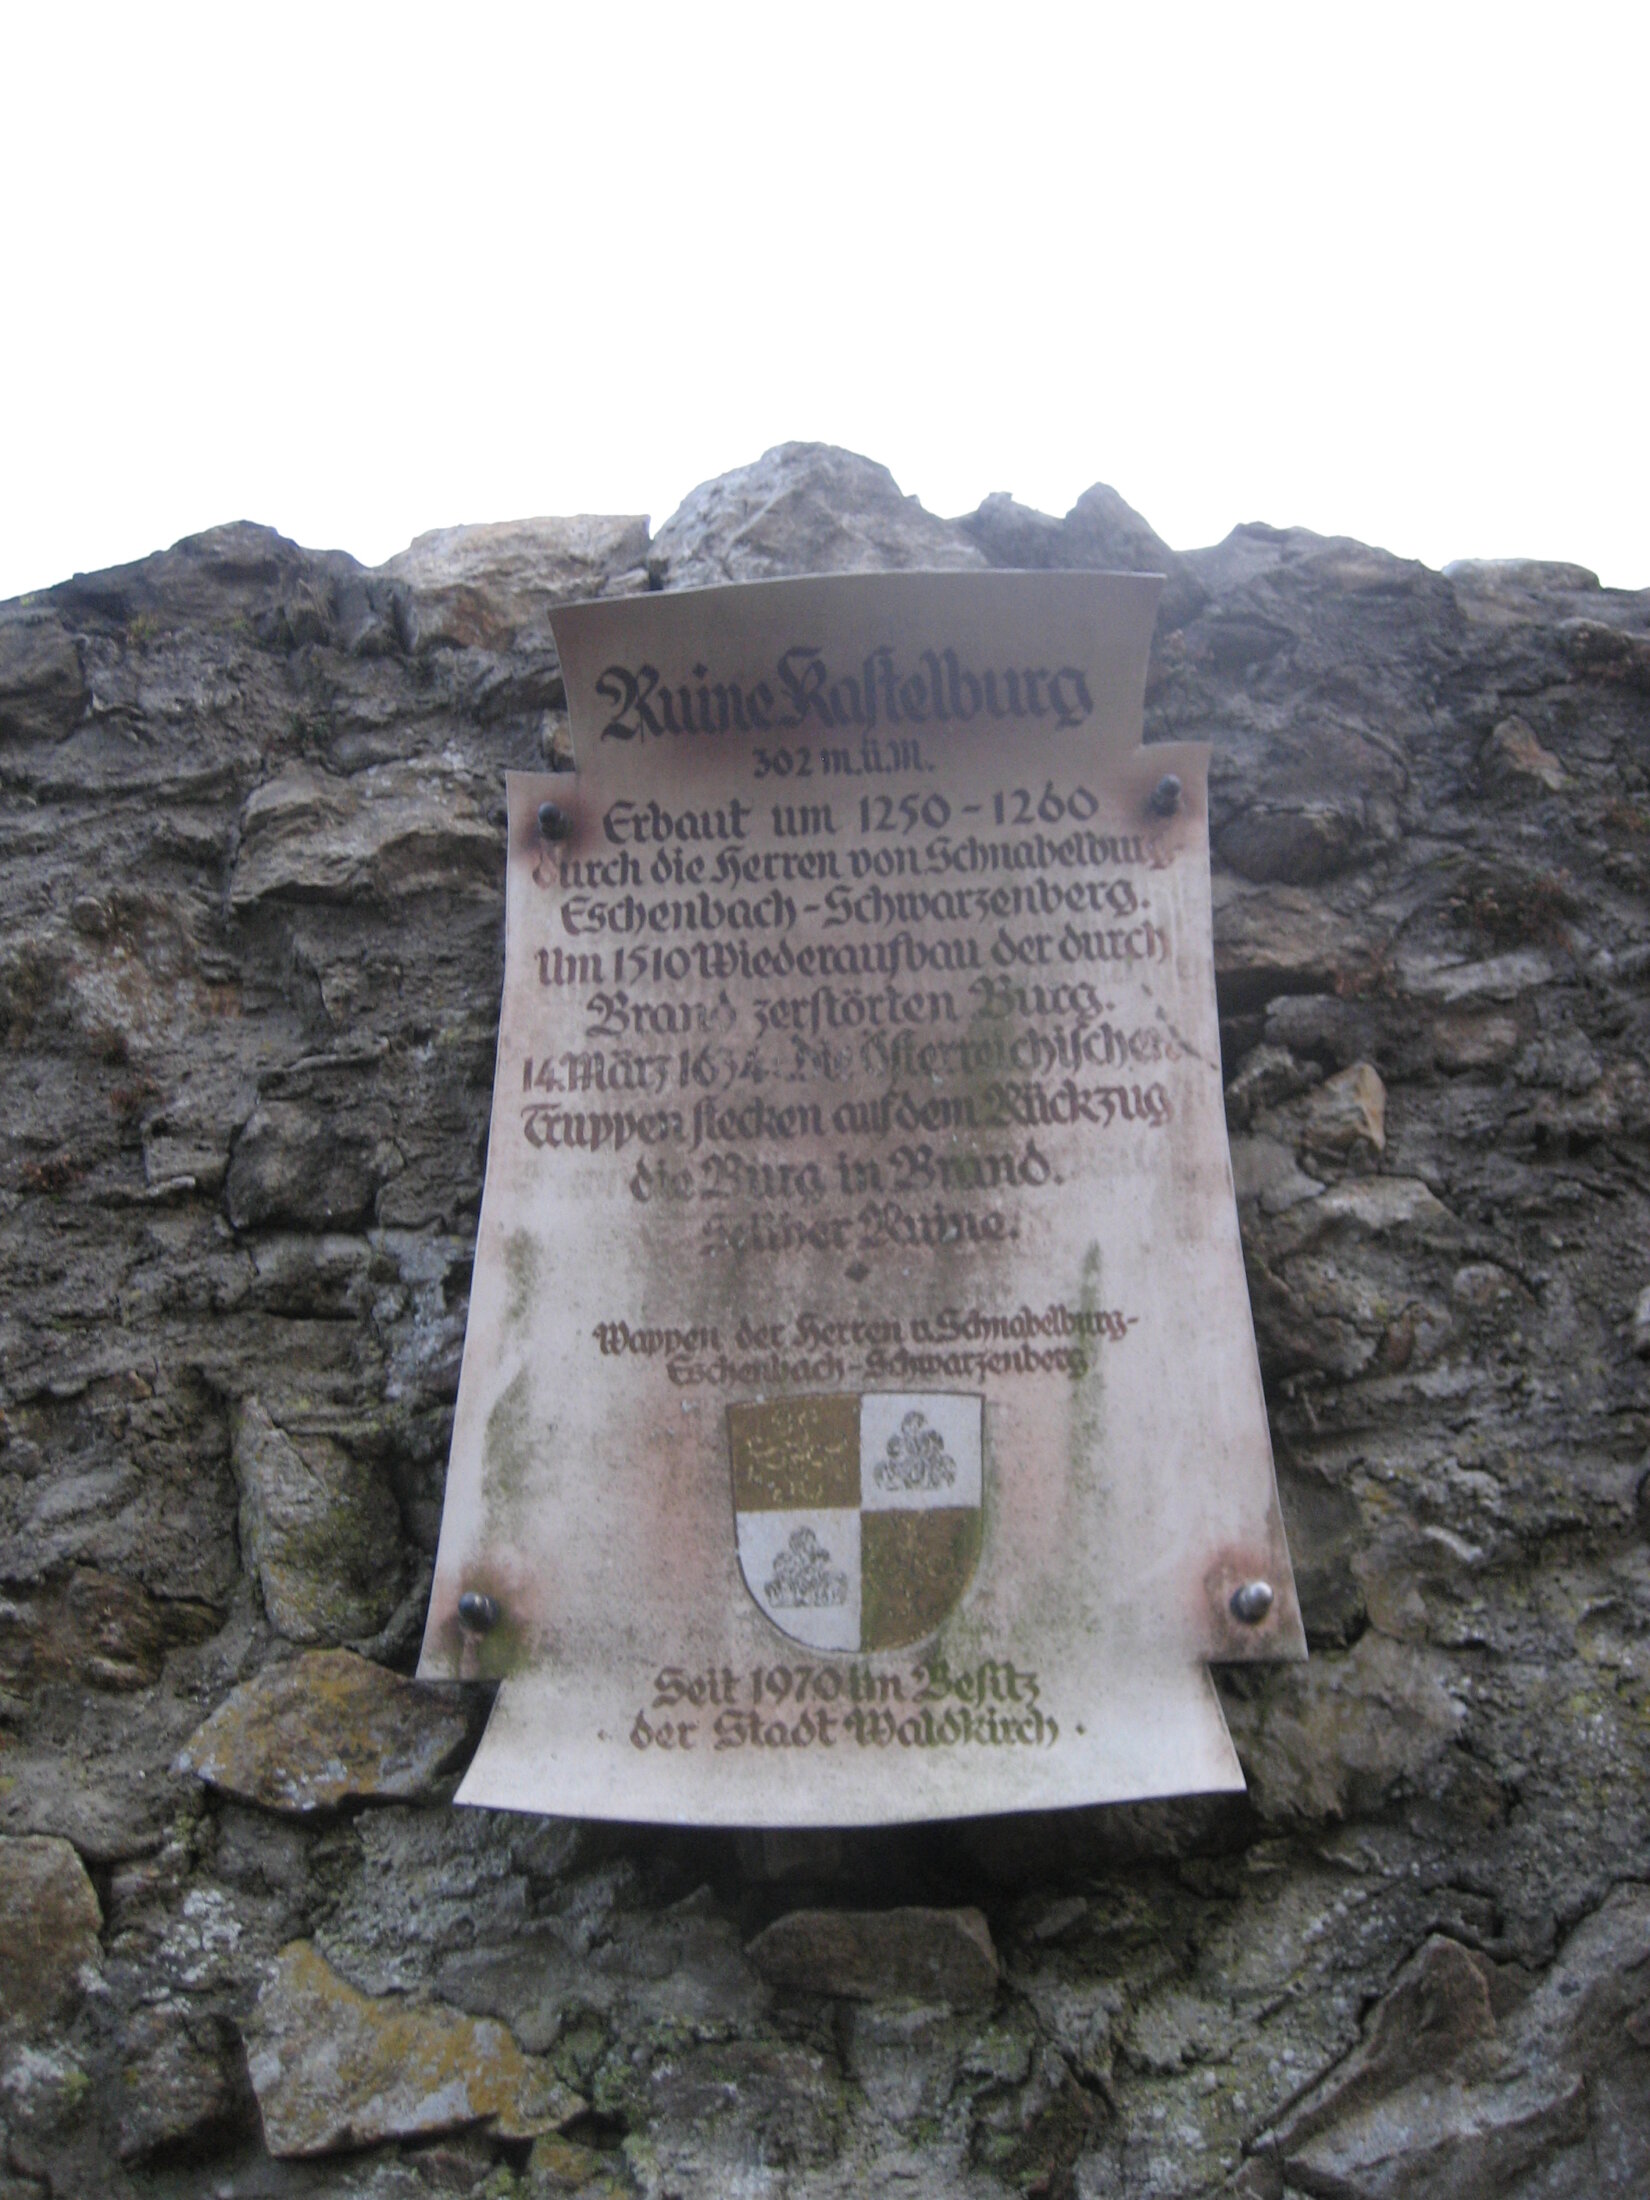 Ruine Kastelburg
302 m.ü.M.
Erbaut um 1250 - 1260
durch die Herren von Schnabelburg-
Eschenbach-Schwarzenberg.
Um 1510 Wiederaufbau der durch
Brand zerstörten Burg.
14. März 1634: Die österreichischen
Truppen stecken auf dem Rückzug
die Burg in Brand.
Seither Ruine.
Wappen der Herren v. Schnabelburg-
Eschenbach-Schwarzenberg
Seit 1970 im Besitz
der Stadt Waldkirch